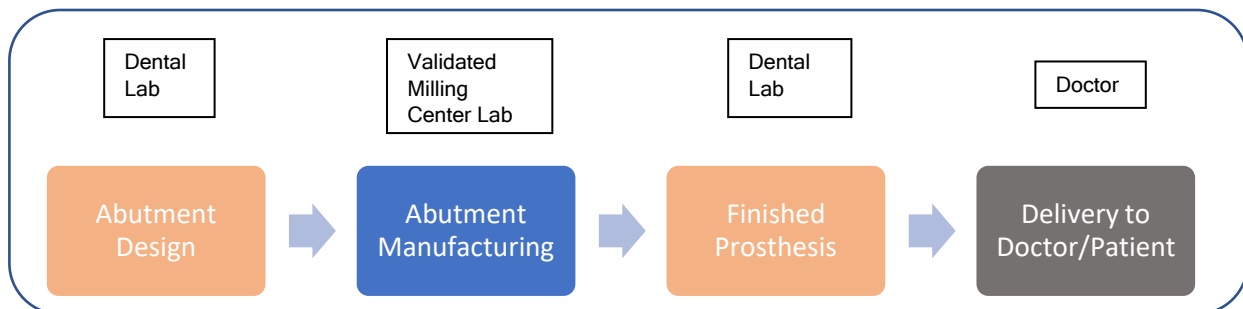 Dental
Lab
Validated
Milling
Center Lab
Dental
Lab
Doctor
Abutment
Design
Abutment
Manufacturing
Finished
Prosthesis
Delivery to
Doctor/Patient